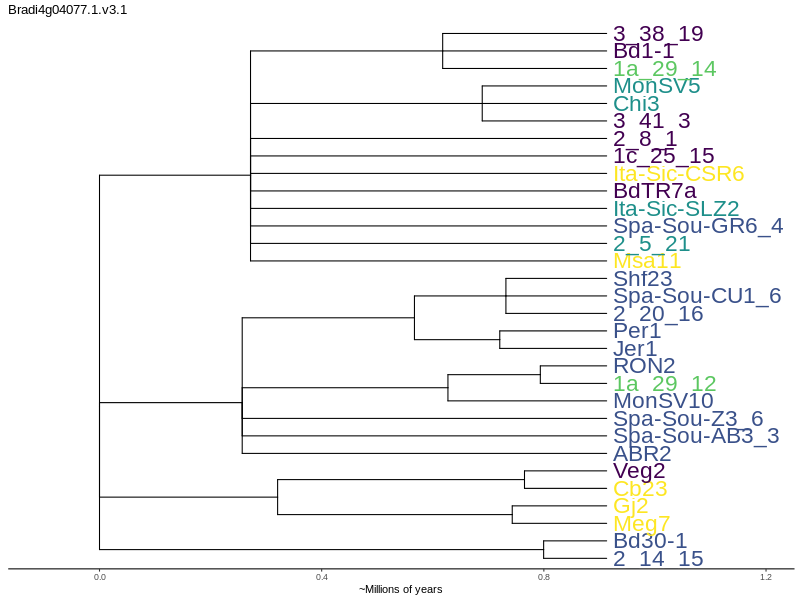 Bradi4g04077.1.v3.1
3_38_19
Bd1-1
1a_29_14
MonSV5
Chi3
3_41_3
2_8_1
1c_25_15
Ita-Sic-CSR6
BdTR7a
Ita-Sic-SLZ2
Spa-Sou-GR6_4
2_5_21
Msa11
Shf23
Spa-Sou-CU1_6
2_20_16
Per1
Jer1
RON2
1a_29_12
MonSV10
Spa-Sou-Z3_6
Spa-Sou-AB3_3
ABR2
Veg2
Cb23
Gj2
Meg7
Bd30-1
2_14_15
0.0 0.4 0.8 1.2
~Millions of years